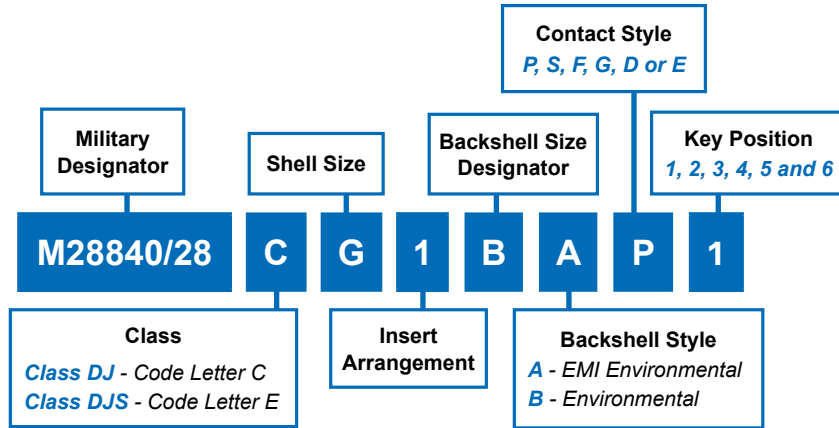 Contact Style
P, S, F, G, D or E
Military
Designator
Shell Size
Backshell Size
Designator
Key Position
1, 2, 3, 4, 5 and 6
M28840/28 C G 1 B A P 1
Class
Class DJ - Code Letter C
Class DJS - Code Letter E
Insert
Arrangement
Backshell Style
A - EMI Environmental
B - Environmental